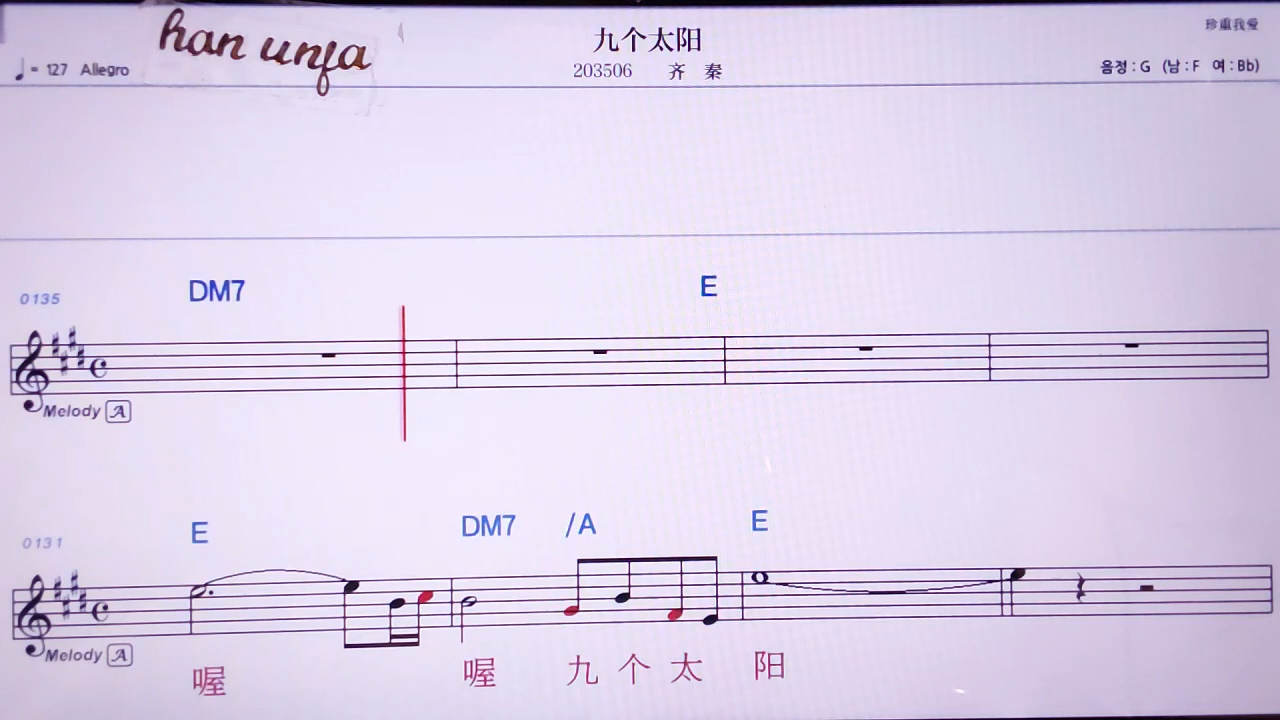 han unfa
九个太阳
珍重我爱
♩= 127 Allegro
203506 齐 秦
음정 : G (남 : F 여 : Bb)
0135 DM7 E
Melody A
0131 E DM7 /A E
Melody A
喔 喔 九 个 太 阳